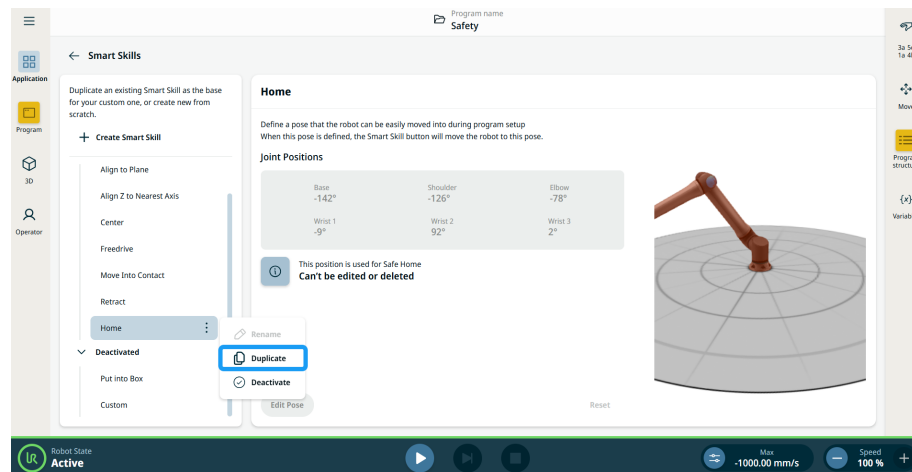 Program name
Safety
Application
Program
3D
Operator
Smart Skills
Duplicate an existing Smart Skill as the base
for your custom one, or create new from
scratch.
Create Smart Skill
Align to Plane
Align Z to Nearest Axis
Center
Freedrive
Move Into Contact
Retract
Home
Deactivated
Put into Box
Custom
Rename
Duplicate
Deactivate
Home
Define a pose that the robot can be easily moved into during program setup
When this pose is defined, the Smart Skill button will move the robot to this pose.
Joint Positions
Base Shoulder Elbow
-142° -126° -78°
Wrist 1 Wrist 2 Wrist 3
-9° 92° 2°
This position is used for Safe Home
Can't be edited or deleted
Edit Pose Reset
3a
1a
Move
{x}
Robot State
Active
Max
-1000.00 mm/s
Speed
100 %